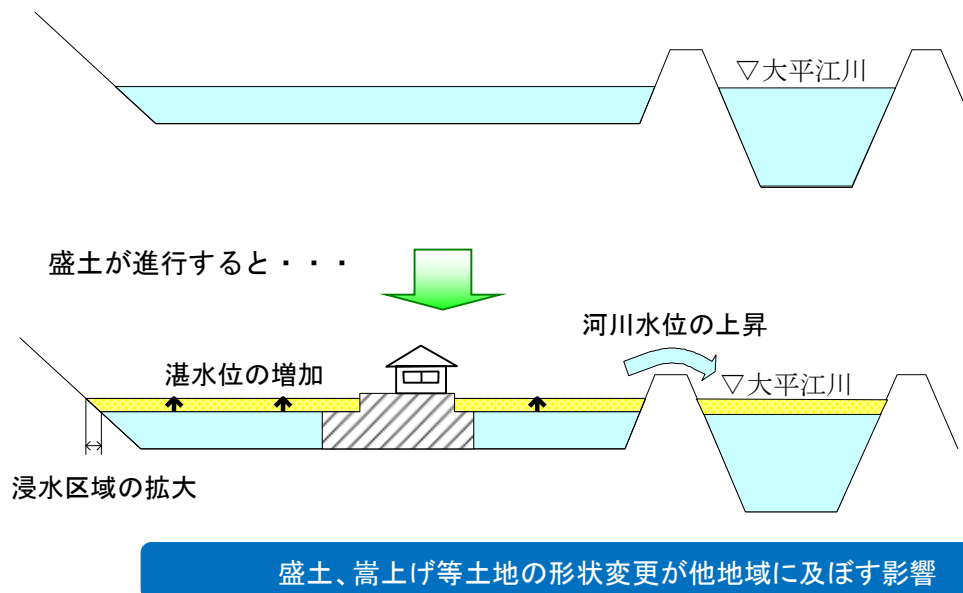 ▽大平江川
盛土が進行すると・・・
河川水位の上昇
湛水位の増加
▽大平江川
浸水区域の拡大
盛土、嵩上げ等土地の形状変更が他地域に及ぼす影響